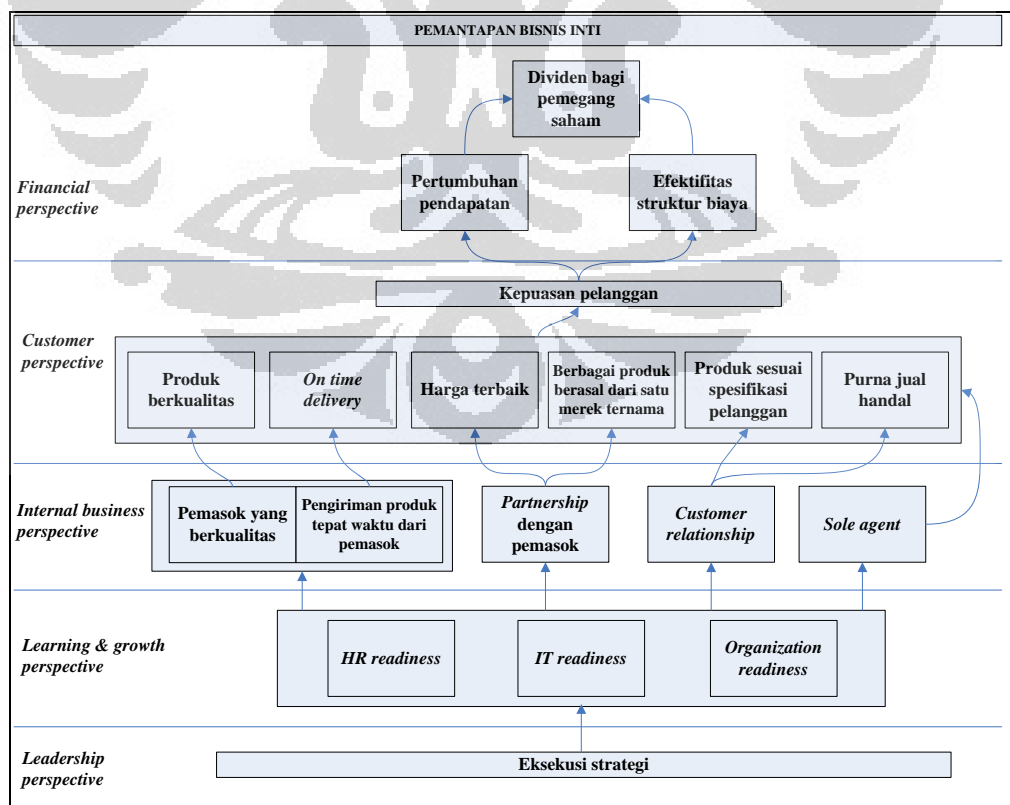 PEMANTAPAN BISNIS INTI
Dividen bagi
pemegang
saham
Financial
perspective
Pertumbuhan
pendapatan
Efektifitas
struktur biaya
Kepuasan pelanggan
Customer
perspective
Produk
berkualitas
On time
delivery
Harga terbaik
Berbagai produk
berasal dari satu
merek ternama
Produk sesuai
spesifikasi
pelanggan
Purna jual
handal
Internal business
perspective
Pemasok yang
berkualitas
Pengiriman produk
tepat waktu dari
pemasok
Partnership
dengan
pemasok
Customer
relationship
Sole agent
Learning & growth
perspective
HR readiness
IT readiness
Organization
readiness
Leadership
perspective
Eksekusi strategi